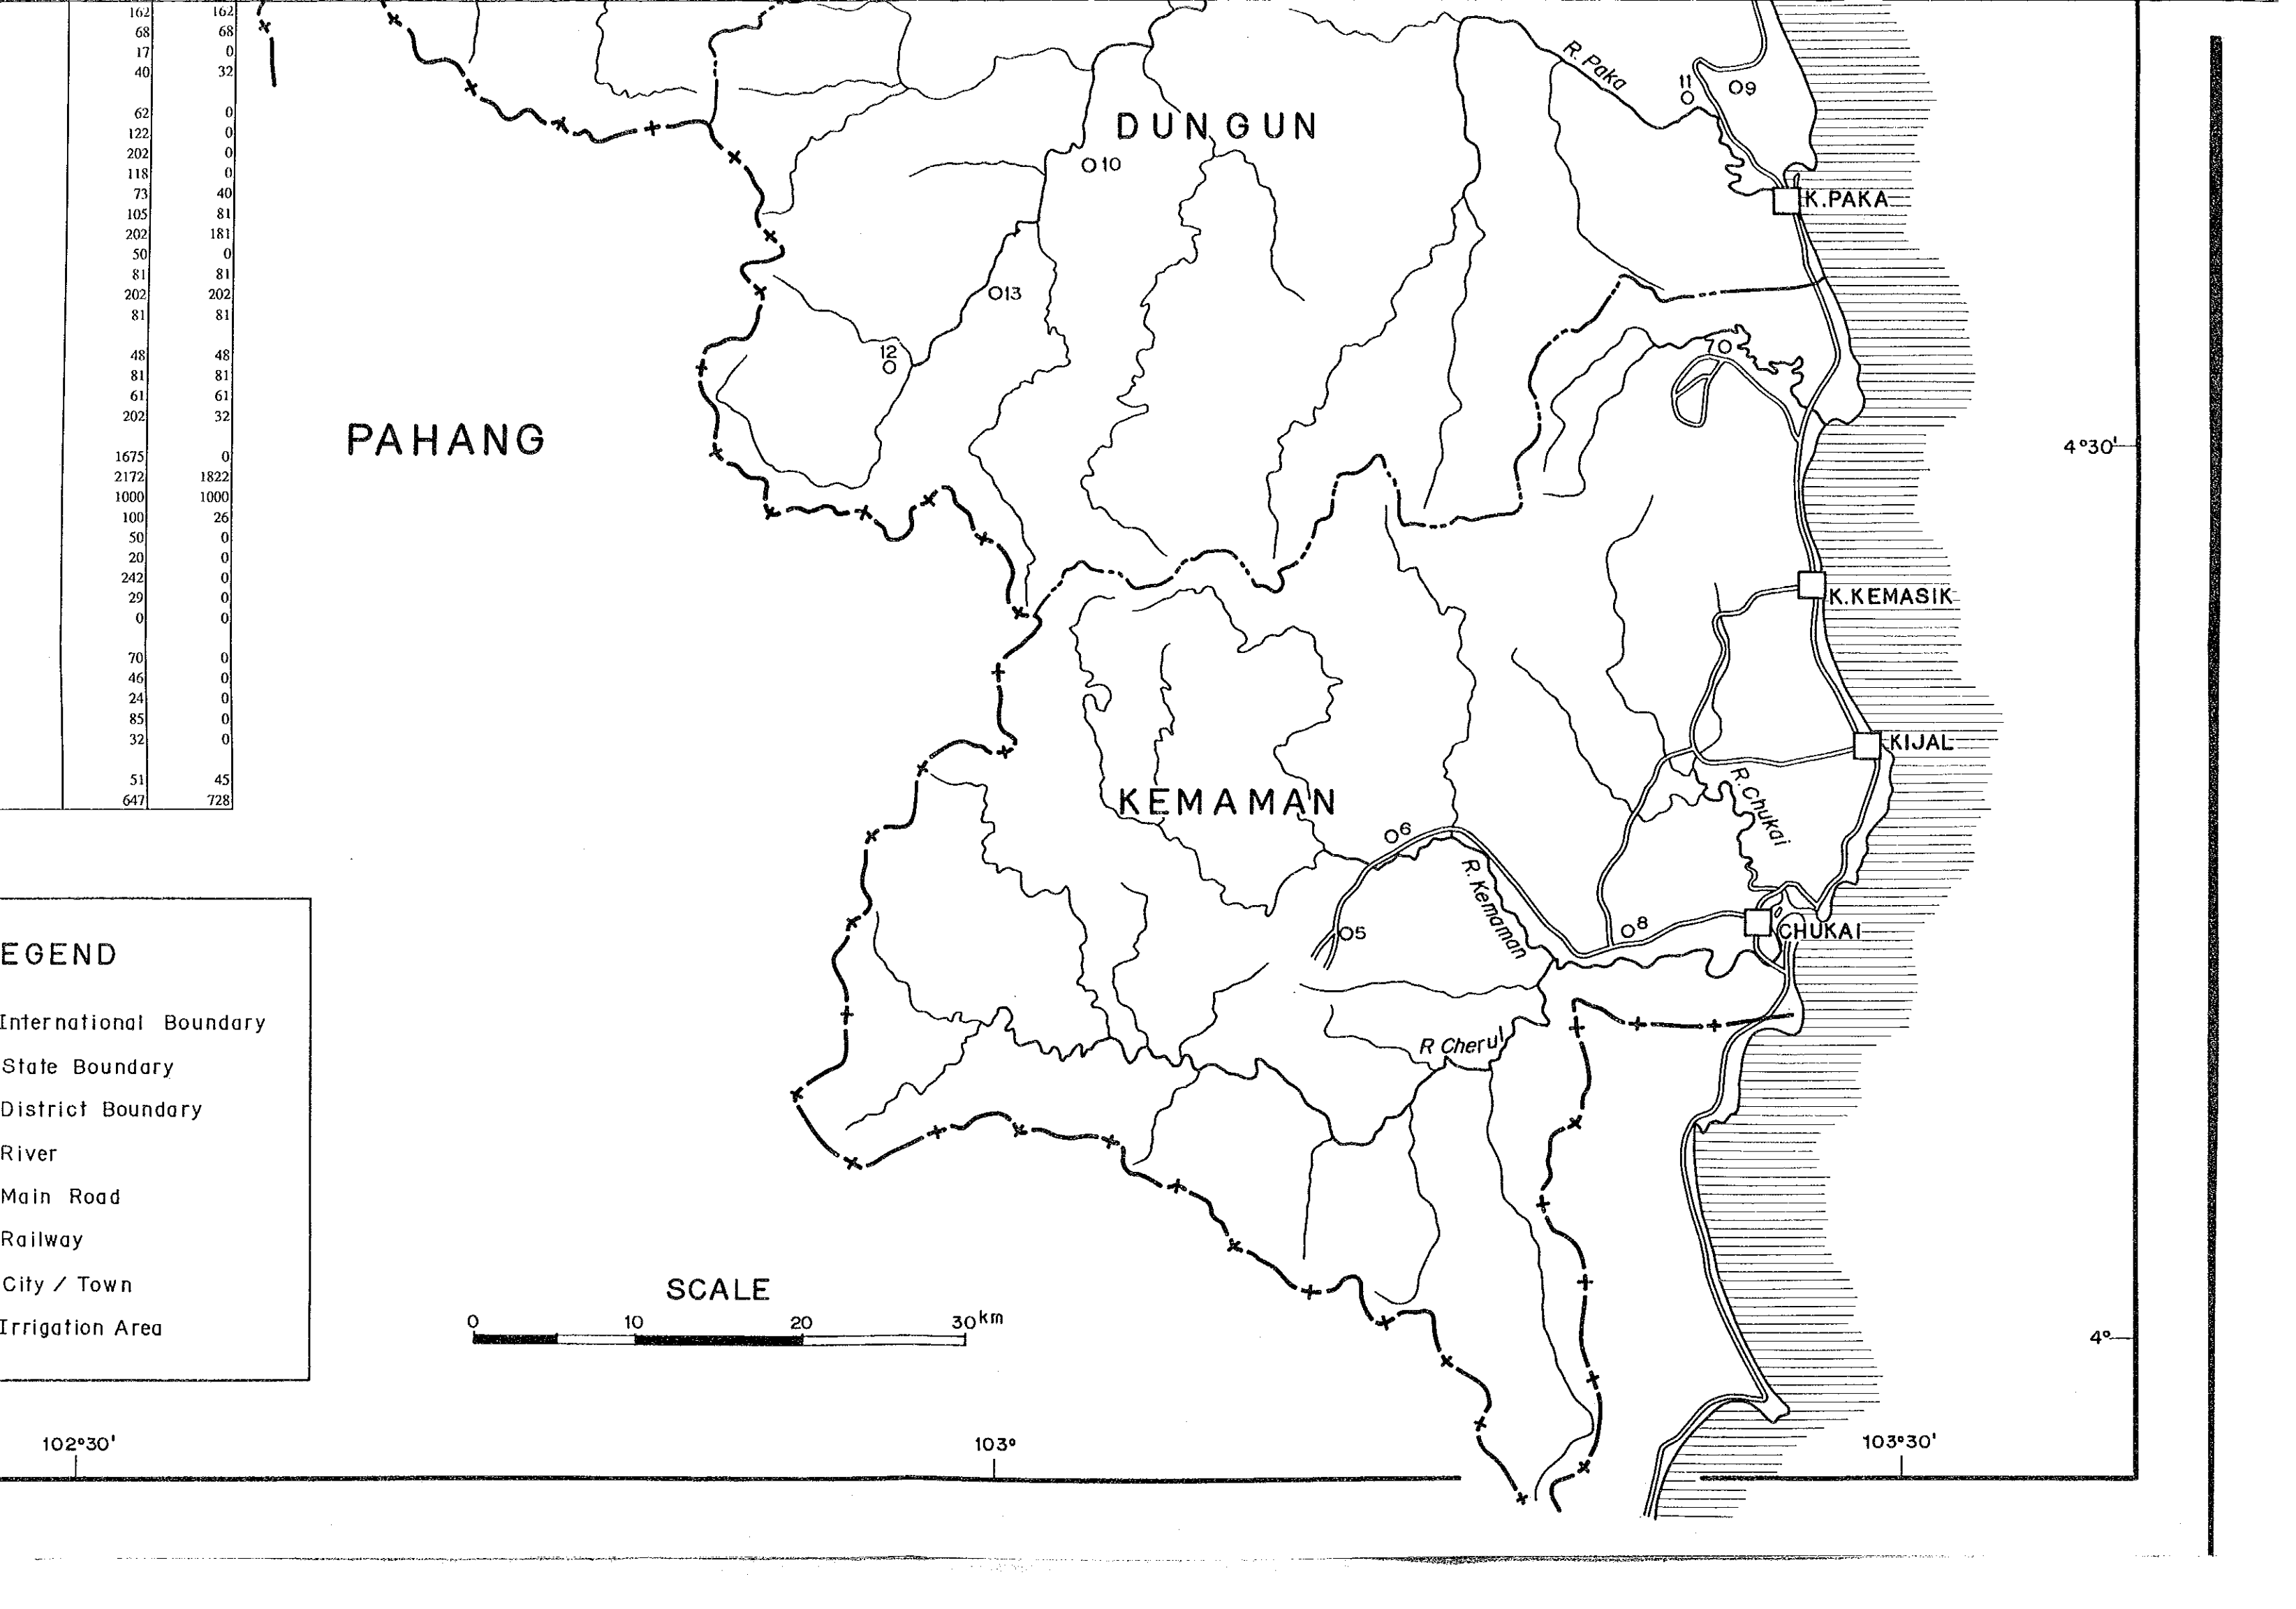 162 162
68 68
17 0
40 32
62 0
122 0
202 0
118 0
73 40
105 81
202 181
50 0
81 81
202 202
81 81
48 48
81 81
61 61
202 32
1675 0
2172 1822
1000 1000
100 26
50 0
20 0
242 0
29 0
0 0
70 0
46 0
24 0
85 0
32 0
51 45
647 728
R. Paka
11
9
DUNGUN
10
K.PAKA
13
12
7
PAHANG
4°30'
K.KEMASIK
KIJAL
R. Chukai
KEMAMAN
6
R. Kemaman
5
8
CHUKAI
R Cherul
EGEND
International Boundary
State Boundary
District Boundary
River
Main Road
Railway
City / Town
Irrigation Area
SCALE
0 10 20 30km
4°
102°30' 103° 103°30'